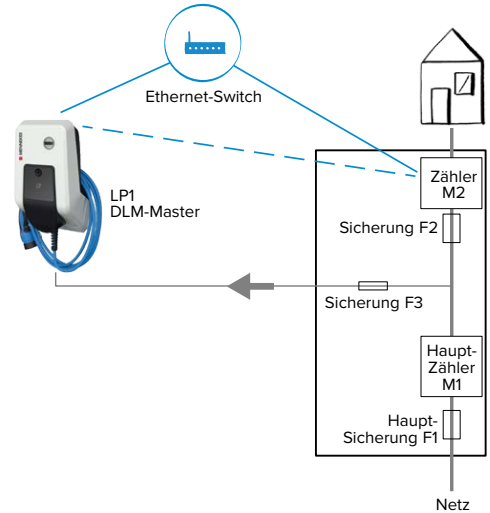 Ethernet-Switch
LP1
DLM-Master
Zähler
M2
Sicherung F2
Sicherung F3
Haupt-
Zähler
M1
Haupt-
Sicherung F1
Netz